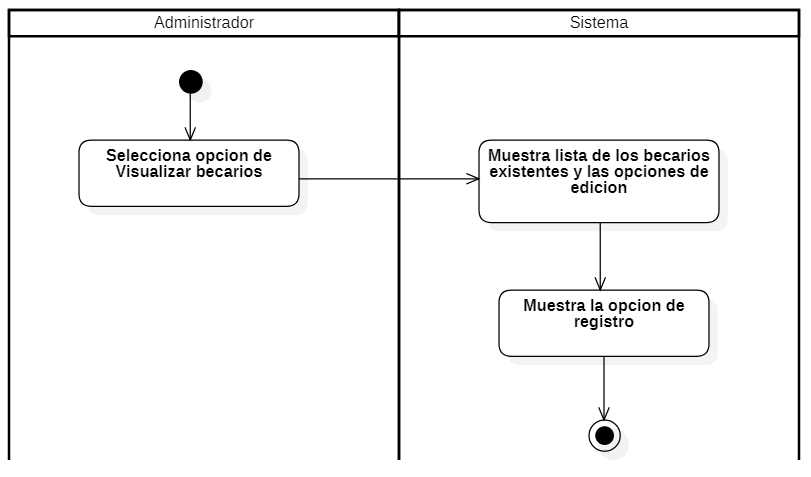 Administrador
Sistema
Selecciona opcion de
Visualizar becarios
Muestra lista de los becarios
existentes y las opciones de
edicion
Muestra la opcion de
registro